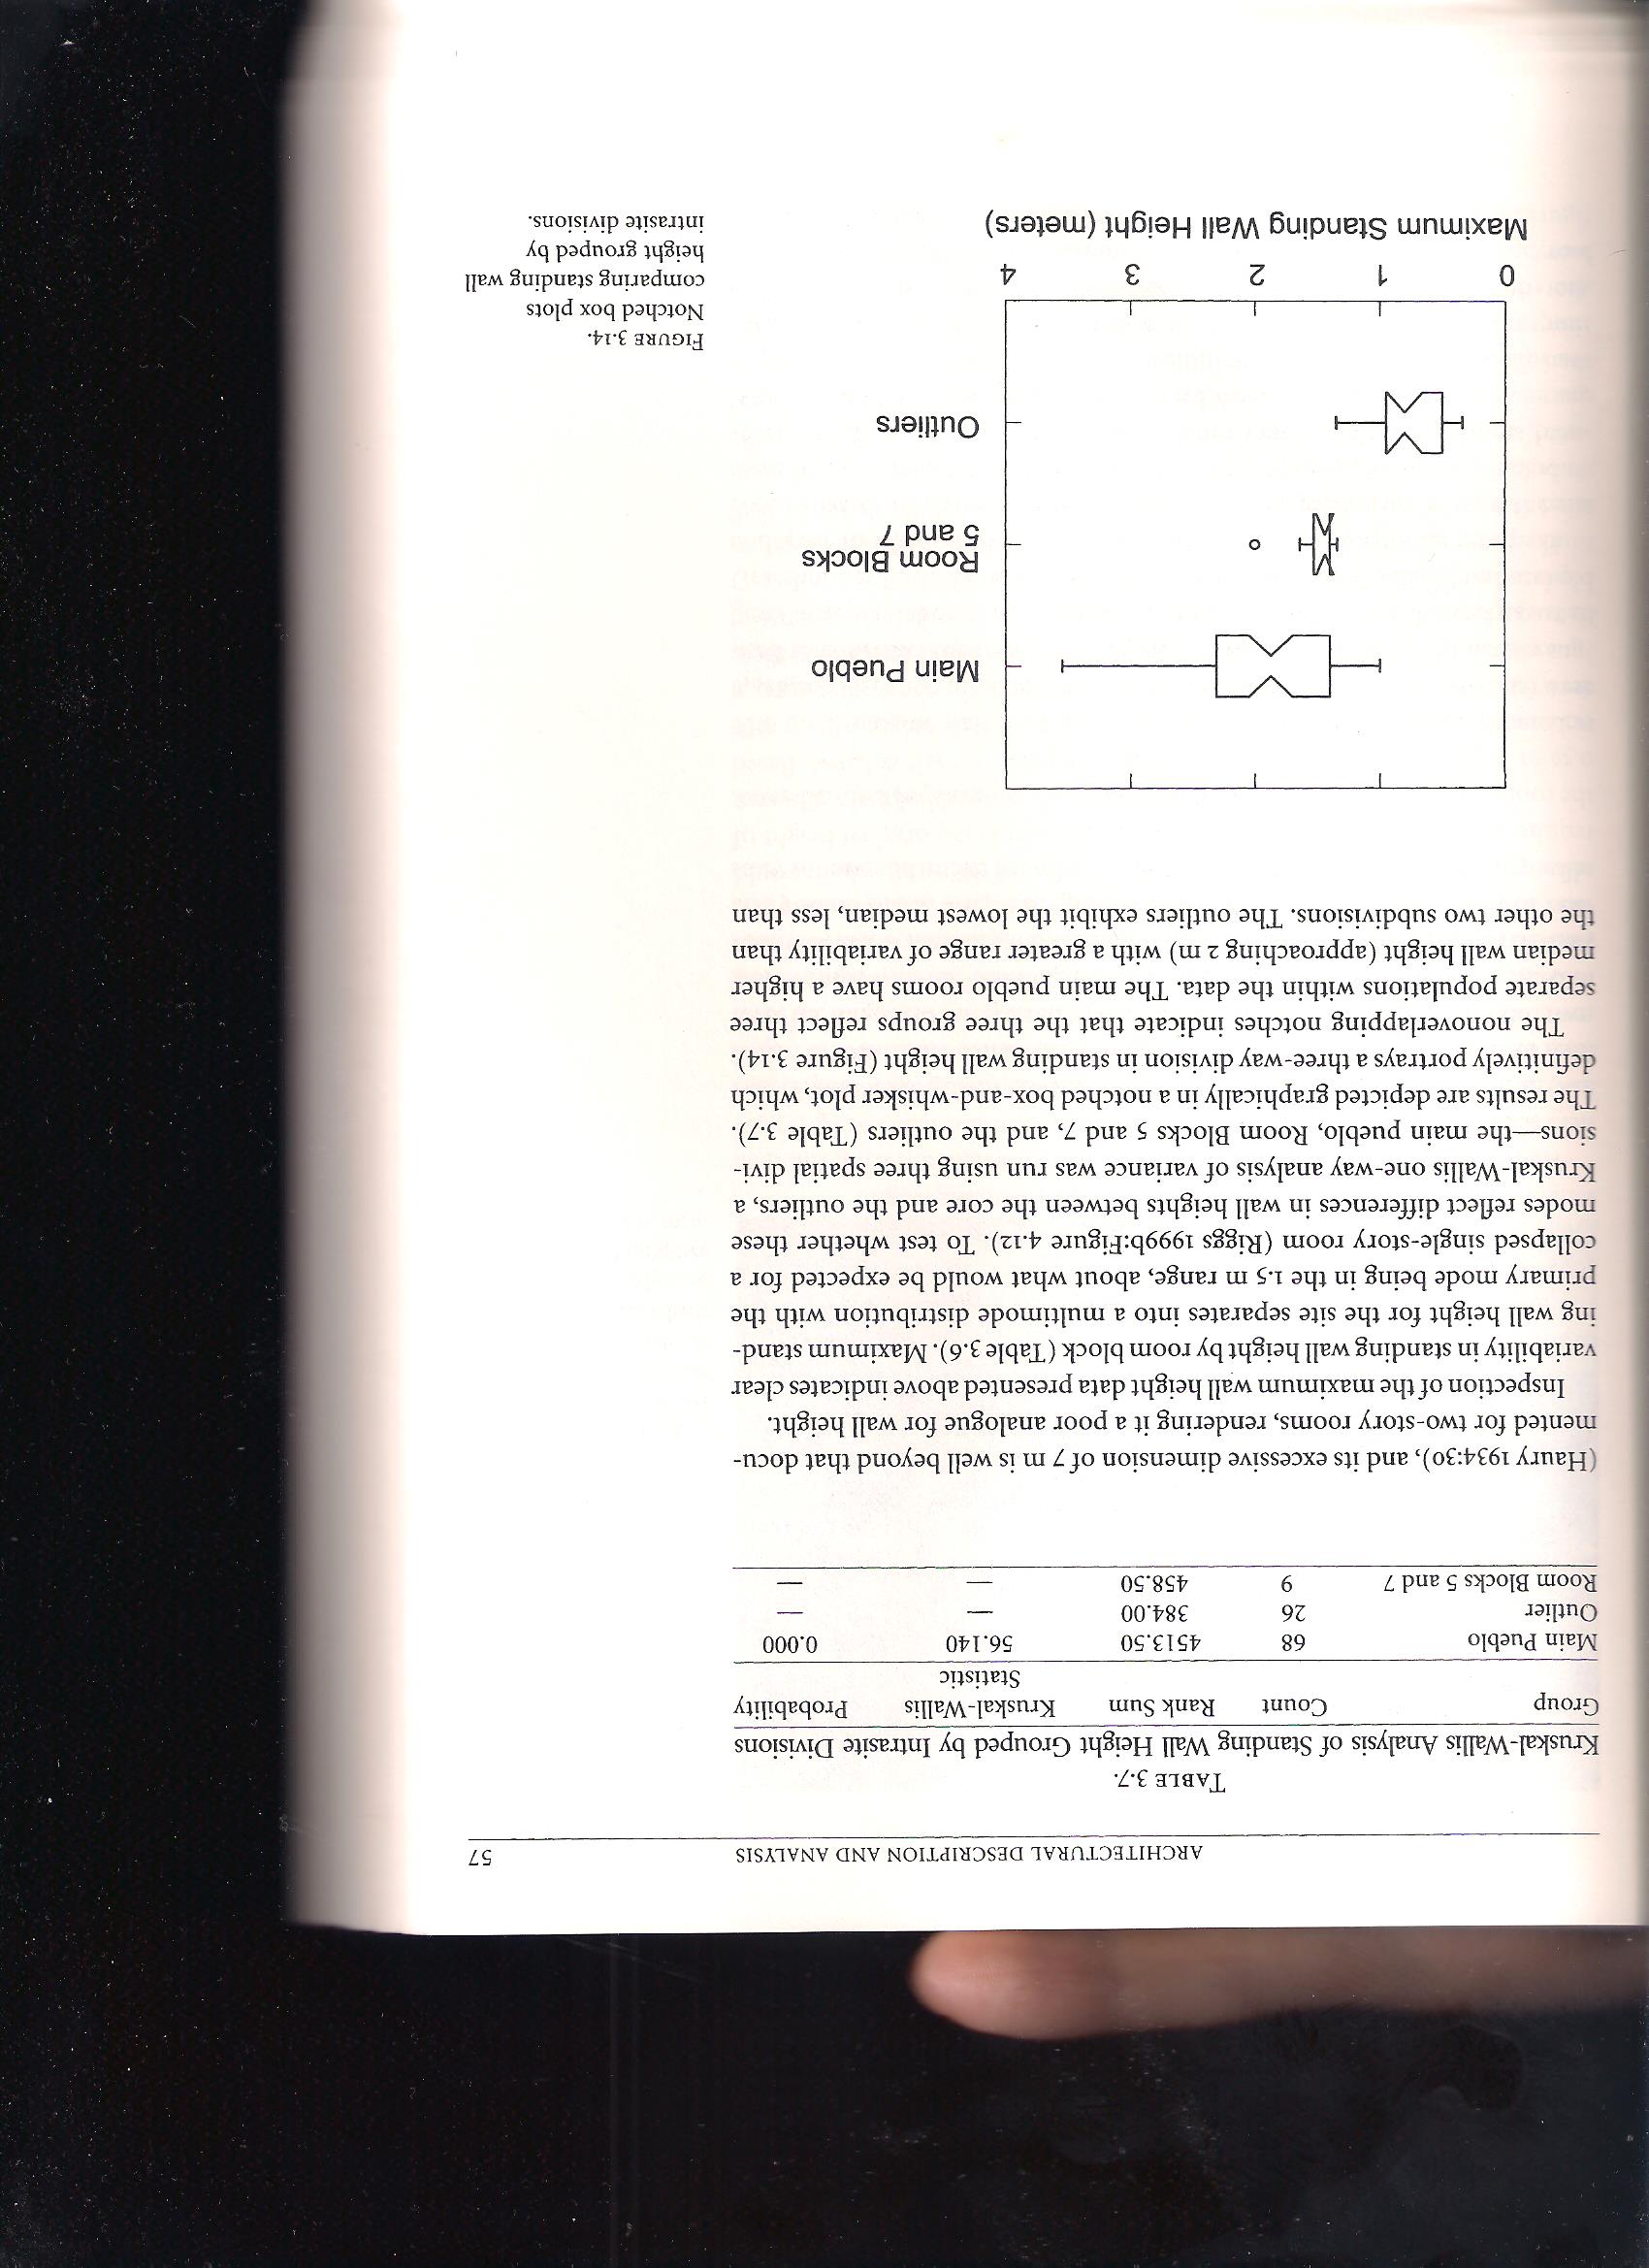 ARCHITECTURAL DESCRIPTION AND ANALYSIS 57
TABLE 3.7.
Kruskal-Wallis Analysis of Standing Wall Height Grouped by Intrasite Divisions
Group Count Rank Sum Kruskal-Wallis Probability
Statistic
Main Pueblo 68 4513.50 56.140 0.000
Outlier 26 384.00 — —
Room Blocks 5 and 7 9 458.50 — —
(Haury 1934:30), and its excessive dimension of 7 m is well beyond that docu-
mented for two-story rooms, rendering it a poor analogue for wall height.
Inspection of the maximum wall height data presented above indicates clear
variability in standing wall height by room block (Table 3.6). Maximum stand-
ing wall height for the site separates into a multimode distribution with the
primary mode being in the 1.5 m range, about what would be expected for a
collapsed single-story room (Riggs 1999b:Figure 4.12). To test whether these
modes reflect differences in wall heights between the core and the outliers, a
Kruskal-Wallis one-way analysis of variance was run using three spatial divi-
sions—the main pueblo, Room Blocks 5 and 7, and the outliers (Table 3.7).
The results are depicted graphically in a notched box-and-whisker plot, which
definitively portrays a three-way division in standing wall height (Figure 3.14).
The nonoverlapping notches indicate that the three groups reflect three
separate populations within the data. The main pueblo rooms have a higher
median wall height (approaching 2 m) with a greater range of variability than
the other two subdivisions. The outliers exhibit the lowest median, less than
Main Pueblo
Room Blocks
5 and 7
Outliers
0 1 2 3 4
Maximum Standing Wall Height (meters)
FIGURE 3.14.
Notched box plots
comparing standing wall
height grouped by
intrasite divisions.